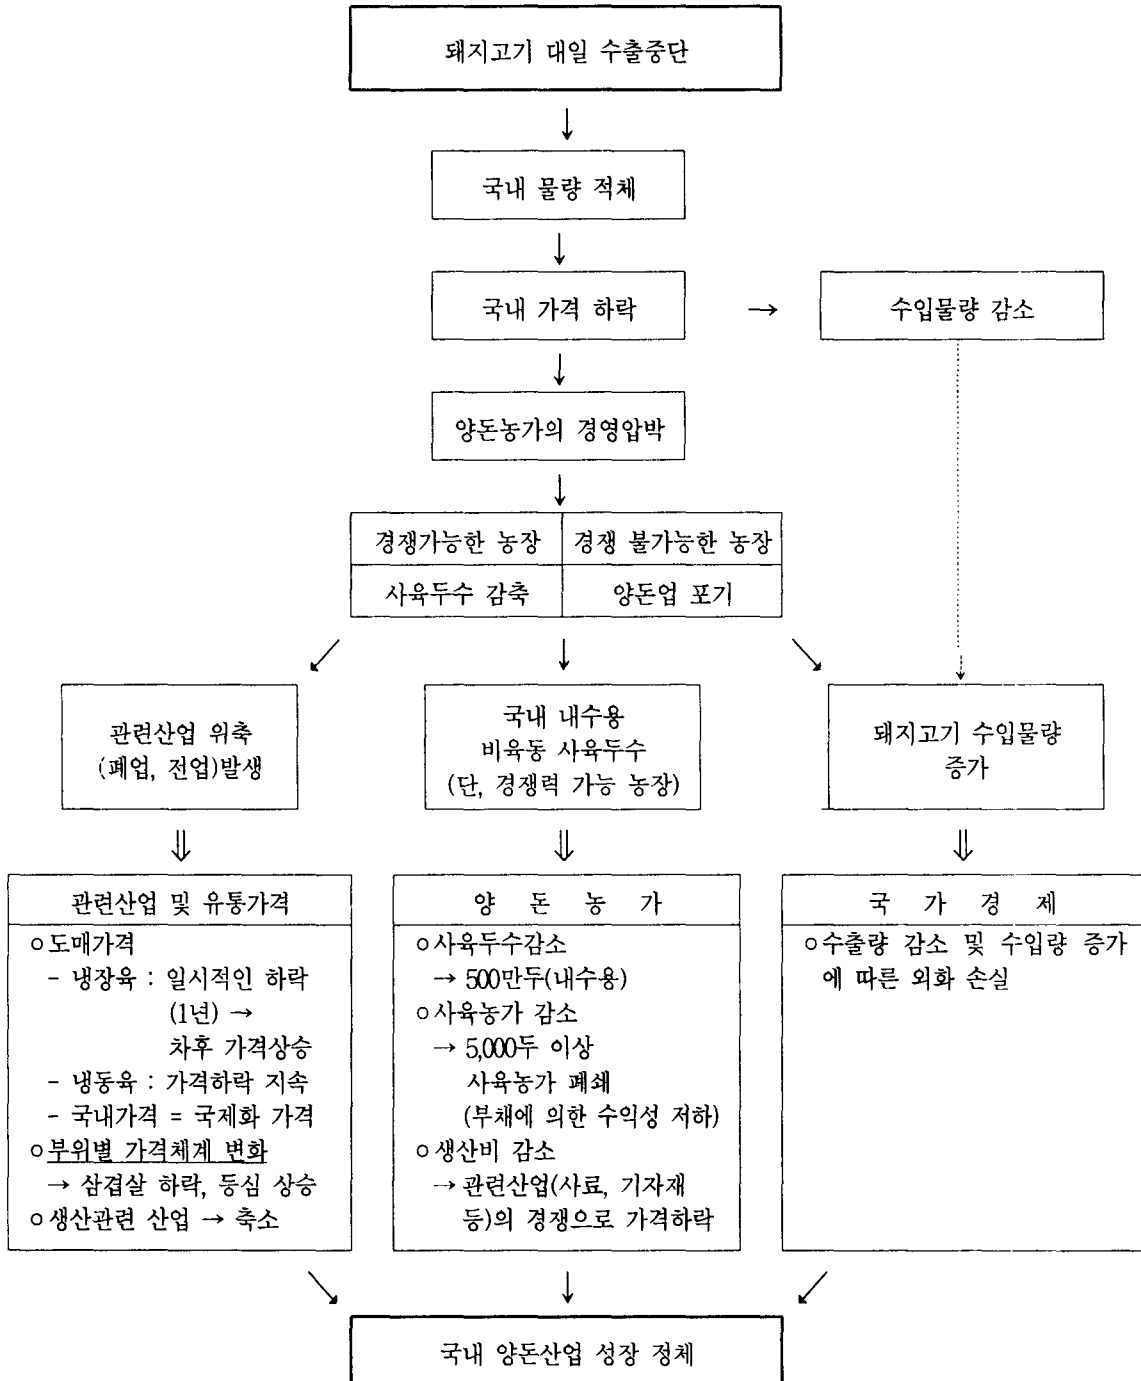 돼지고기 대일 수출중단
↓
국내 물량 적체
↓
국내 가격 하락 → 수입물량 감소
↓
양돈농가의 경영압박
↓
경쟁가능한 농장 경쟁 불가능한 농장
사육두수 감축 양돈업 포기
↙ ↓ ↘
관련산업 위축
(폐업, 전업)발생
국내 내수용
비육동 사육두수
(단, 경쟁력 가능 농장)
돼지고기 수입물량
증가
⇓ ⇓ ⇓
관련산업 및 유통가격
ㅇ도매가격
- 냉장육 : 일시적인 하락
(1년) →
차후 가격상승
- 냉동육 : 가격하락 지속
- 국내가격 = 국제화 가격
ㅇ부위별 가격체계 변화
→ 삼겹살 하락, 등심 상승
ㅇ생산관련 산업 → 축소
양 돈 농 가
ㅇ사육두수감소
→ 500만두(내수용)
ㅇ사육농가 감소
→ 5,000두 이상
사육농가 폐쇄
(부채에 의한 수익성 저하)
ㅇ생산비 감소
→ 관련산업(사료, 기자재
등)의 경쟁으로 가격하락
국 가 경 제
ㅇ수출량 감소 및 수입량 증가
에 따른 외화 손실
↘ ↓ ↙
국내 양돈산업 성장 정체